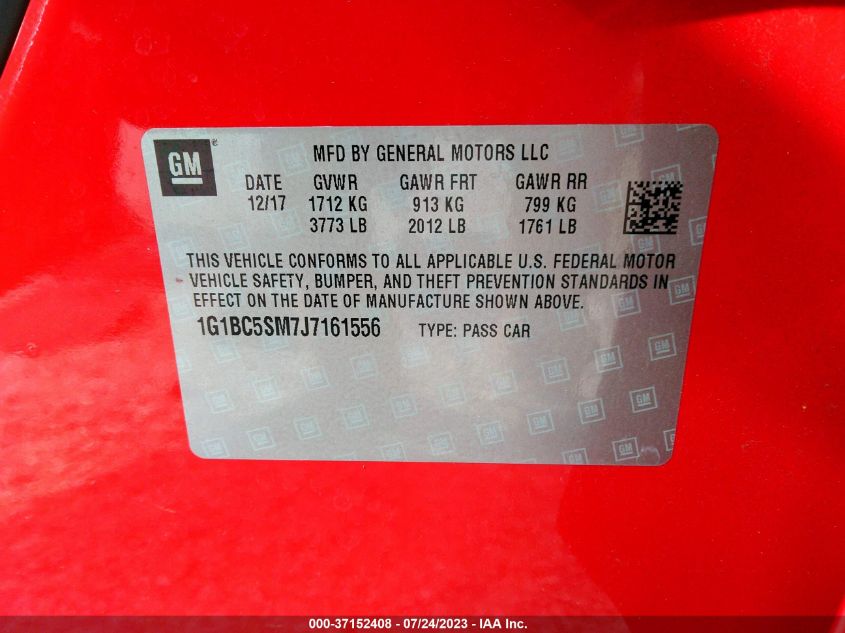 GM ®
MFD BY GENERAL MOTORS LLC
DATE GVWR GAWR FRT GAWR RR
12/17 1712 KG 913 KG 799 KG
3773 LB 2012 LB 1761 LB
THIS VEHICLE CONFORMS TO ALL APPLICABLE U.S. FEDERAL MOTOR
VEHICLE SAFETY, BUMPER, AND THEFT PREVENTION STANDARDS IN
EFFECT ON THE DATE OF MANUFACTURE SHOWN ABOVE.
1G1BC5SM7J7161556 TYPE: PASS CAR
000-37152408 - 07/24/2023 - IAA Inc.